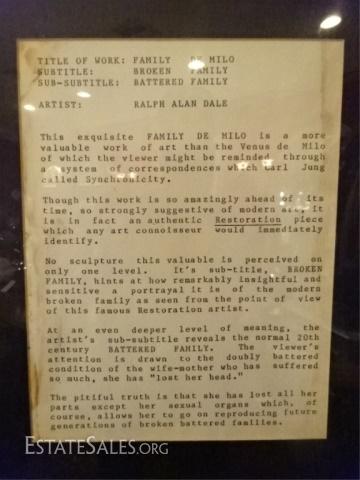 TITLE OF WORK: FAMILY DE MILO
SUBTITLE: BROKEN FAMILY
SUB-SUBTITLE: BATTERED FAMILY
ARTIST: RALPH ALAN DALE
This exquisite FAMILY DE MILO is a more
valuable work of art than the Venus de Milo
of which the viewer might be reminded through
a system of correspondences which Carl Jung
called Synchronicity.
Though this work is so amazingly ahead of its
time, so strongly suggestive of modern art, it
is in fact an authentic Restoration piece
which any art connoisseur would immediately
identify.
No sculpture this valuable is perceived on
only one level. It's sub-title, BROKEN
FAMILY, hints at how remarkably insightful and
sensitive a portrayal it is of the modern
broken family as seen from the point of view
of this famous Restoration artist.
At an even deeper level of meaning, the
artist's sub-subtitle reveals the normal 20th
century BATTERED FAMILY. The viewer's
attention is drawn to the doubly battered
condition of the wife-mother who has suffered
so much, she has "lost her head."
The pitiful truth is that she has lost all her
parts except her sexual organs which, of
course, allows her to go on reproducing future
generations of broken battered families.
ESTATESALES.ORG